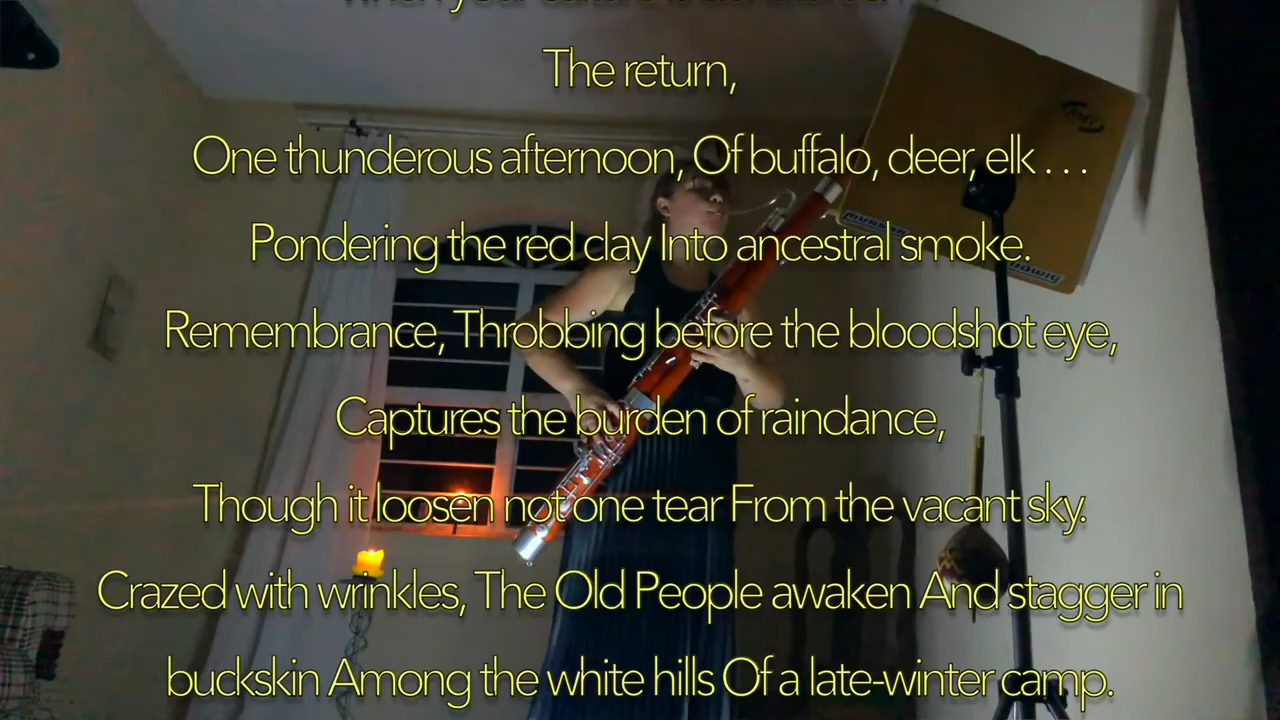 The return,
One thunderous afternoon, Of buffalo, deer, elk . . .
Pondering the red clay Into ancestral smoke.
Remembrance, Throbbing before the bloodshot eye,
Captures the burden of raindance,
Though it loosen not one tear From the vacant sky.
Crazed with wrinkles, The Old People awaken And stagger in
buckskin Among the white hills Of a late-winter camp.
RMV